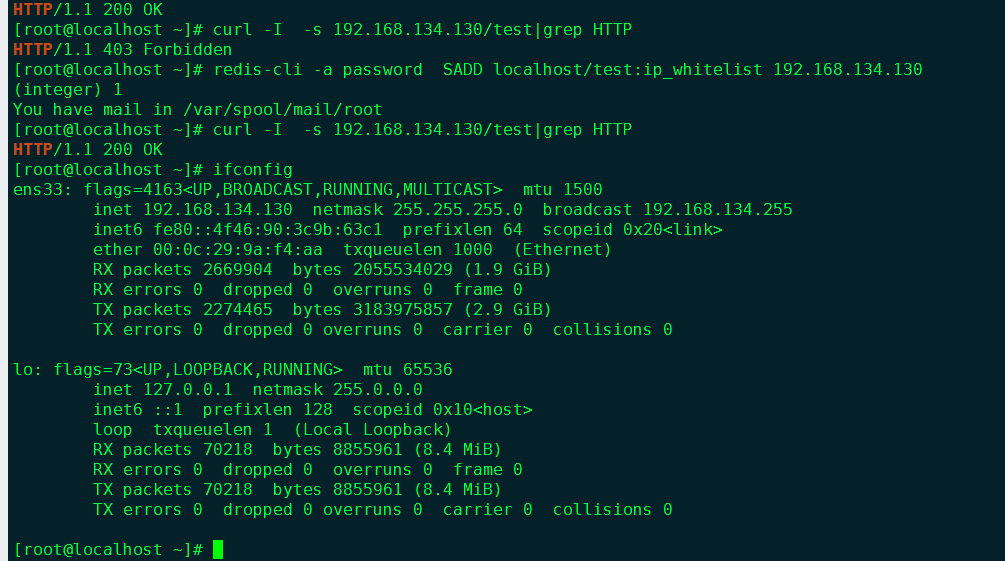 HTTP/1.1 200 OK
[root@localhost ~]# curl -I  -s 192.168.134.130/test|grep HTTP
HTTP/1.1 403 Forbidden
[root@localhost ~]# redis-cli -a password  SADD localhost/test:ip_whitelist 192.168.134.130
(integer) 1
You have mail in /var/spool/mail/root
[root@localhost ~]# curl -I  -s 192.168.134.130/test|grep HTTP
HTTP/1.1 200 OK
[root@localhost ~]# ifconfig
ens33: flags=4163<UP,BROADCAST,RUNNING,MULTICAST>  mtu 1500
        inet 192.168.134.130  netmask 255.255.255.0  broadcast 192.168.134.255
        inet6 fe80::4f46:90:3c9b:63c1  prefixlen 64  scopeid 0x20<link>
        ether 00:0c:29:9a:f4:aa  txqueuelen 1000  (Ethernet)
        RX packets 2669904  bytes 2055534029 (1.9 GiB)
        RX errors 0  dropped 0  overruns 0  frame 0
        TX packets 2274465  bytes 3183975857 (2.9 GiB)
        TX errors 0  dropped 0 overruns 0  carrier 0  collisions 0

lo: flags=73<UP,LOOPBACK,RUNNING>  mtu 65536
        inet 127.0.0.1  netmask 255.0.0.0
        inet6 ::1  prefixlen 128  scopeid 0x10<host>
        loop  txqueuelen 1  (Local Loopback)
        RX packets 70218  bytes 8855961 (8.4 MiB)
        RX errors 0  dropped 0  overruns 0  frame 0
        TX packets 70218  bytes 8855961 (8.4 MiB)
        TX errors 0  dropped 0 overruns 0  carrier 0  collisions 0

[root@localhost ~]#